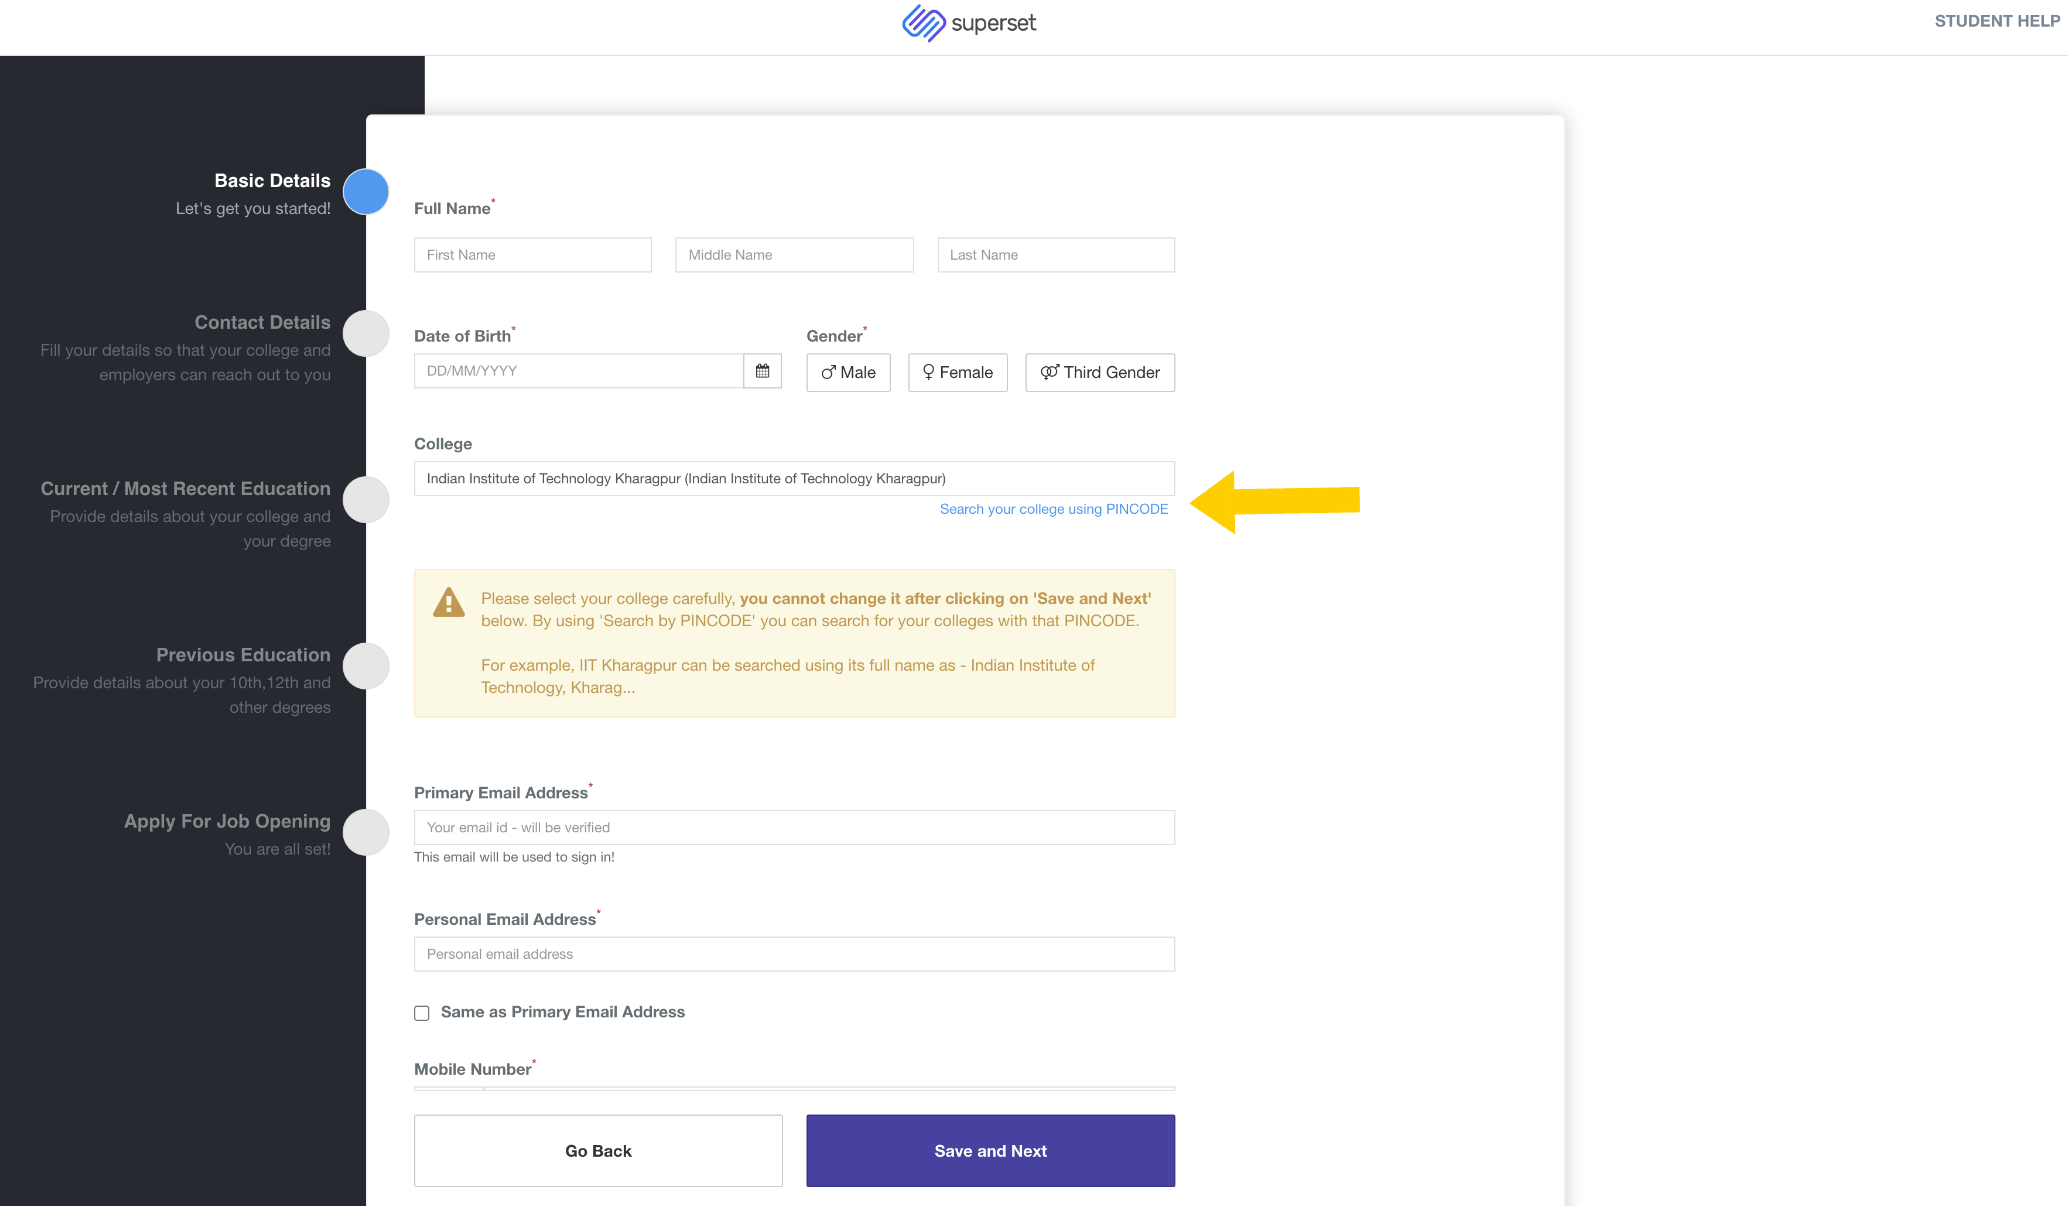 superset
STUDENT HELP
Basic Details
Let's get you started!
Contact Details
Fill your details so that your college and
employers can reach out to you
Current / Most Recent Education
Provide details about your college and
your degree
Previous Education
Provide details about your 10th,12th and
other degrees
Apply For Job Opening
You are all set!
Full Name*
First Name Middle Name Last Name
Date of Birth* Gender*
DD/MM/YYYY Male Female Third Gender
College
Indian Institute of Technology Kharagpur (Indian Institute of Technology Kharagpur)
Search your college using PINCODE
Please select your college carefully, you cannot change it after clicking on 'Save and Next'
below. By using 'Search by PINCODE' you can search for your colleges with that PINCODE.
For example, IIT Kharagpur can be searched using its full name as - Indian Institute of
Technology, Kharag...
Primary Email Address*
Your email id - will be verified
This email will be used to sign in!
Personal Email Address*
Personal email address
Same as Primary Email Address
Mobile Number*
Go Back Save and Next